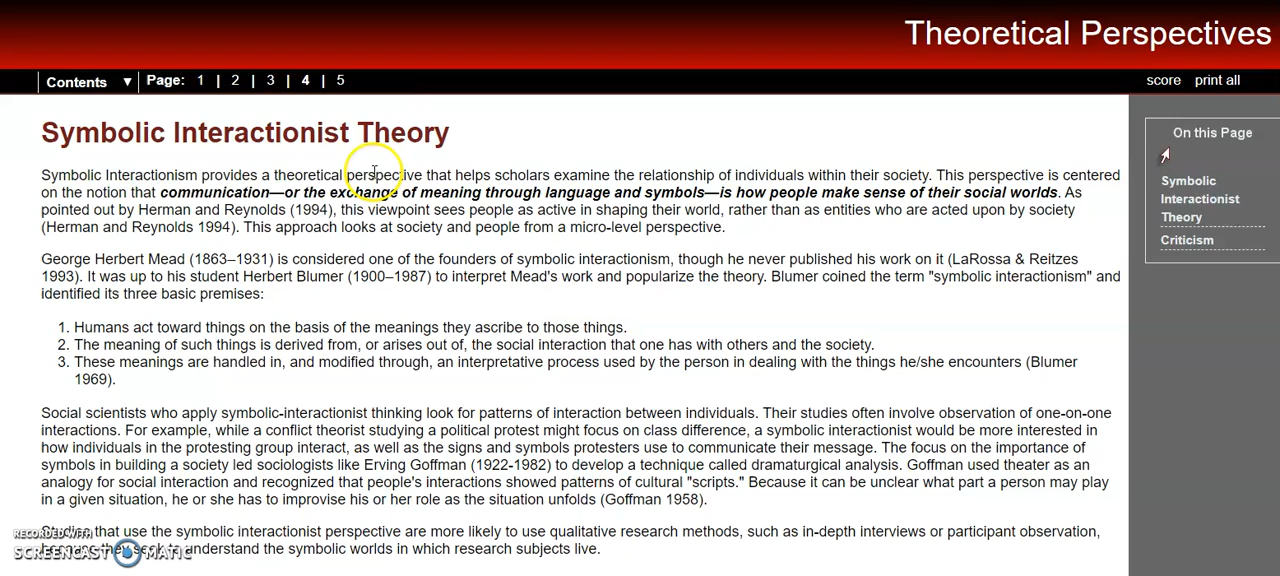 Theoretical Perspectives
Contents ▼ Page: 1 | 2 | 3 | 4 | 5 score print all
Symbolic Interactionist Theory
Symbolic Interactionism provides a theoretical perspective that helps scholars examine the relationship of individuals within their society. This perspective is centered
on the notion that communication—or the exchange of meaning through language and symbols—is how people make sense of their social worlds. As
pointed out by Herman and Reynolds (1994), this viewpoint sees people as active in shaping their world, rather than as entities who are acted upon by society
(Herman and Reynolds 1994). This approach looks at society and people from a micro-level perspective.
George Herbert Mead (1863–1931) is considered one of the founders of symbolic interactionism, though he never published his work on it (LaRossa & Reitzes
1993). It was up to his student Herbert Blumer (1900–1987) to interpret Mead's work and popularize the theory. Blumer coined the term "symbolic interactionism" and
identified its three basic premises:
1. Humans act toward things on the basis of the meanings they ascribe to those things.
2. The meaning of such things is derived from, or arises out of, the social interaction that one has with others and the society.
3. These meanings are handled in, and modified through, an interpretative process used by the person in dealing with the things he/she encounters (Blumer
1969).
Social scientists who apply symbolic-interactionist thinking look for patterns of interaction between individuals. Their studies often involve observation of one-on-one
interactions. For example, while a conflict theorist studying a political protest might focus on class difference, a symbolic interactionist would be more interested in
how individuals in the protesting group interact, as well as the signs and symbols protesters use to communicate their message. The focus on the importance of
symbols in building a society led sociologists like Erving Goffman (1922-1982) to develop a technique called dramaturgical analysis. Goffman used theater as an
analogy for social interaction and recognized that people's interactions showed patterns of cultural "scripts." Because it can be unclear what part a person may play
in a given situation, he or she has to improvise his or her role as the situation unfolds (Goffman 1958).
Studies that use the symbolic interactionist perspective are more likely to use qualitative research methods, such as in-depth interviews or participant observation,
because they seek to understand the symbolic worlds in which research subjects live.
On this Page
Symbolic
Interactionist
Theory
Criticism
RECORDED WITH
SCREENCAST MATIC